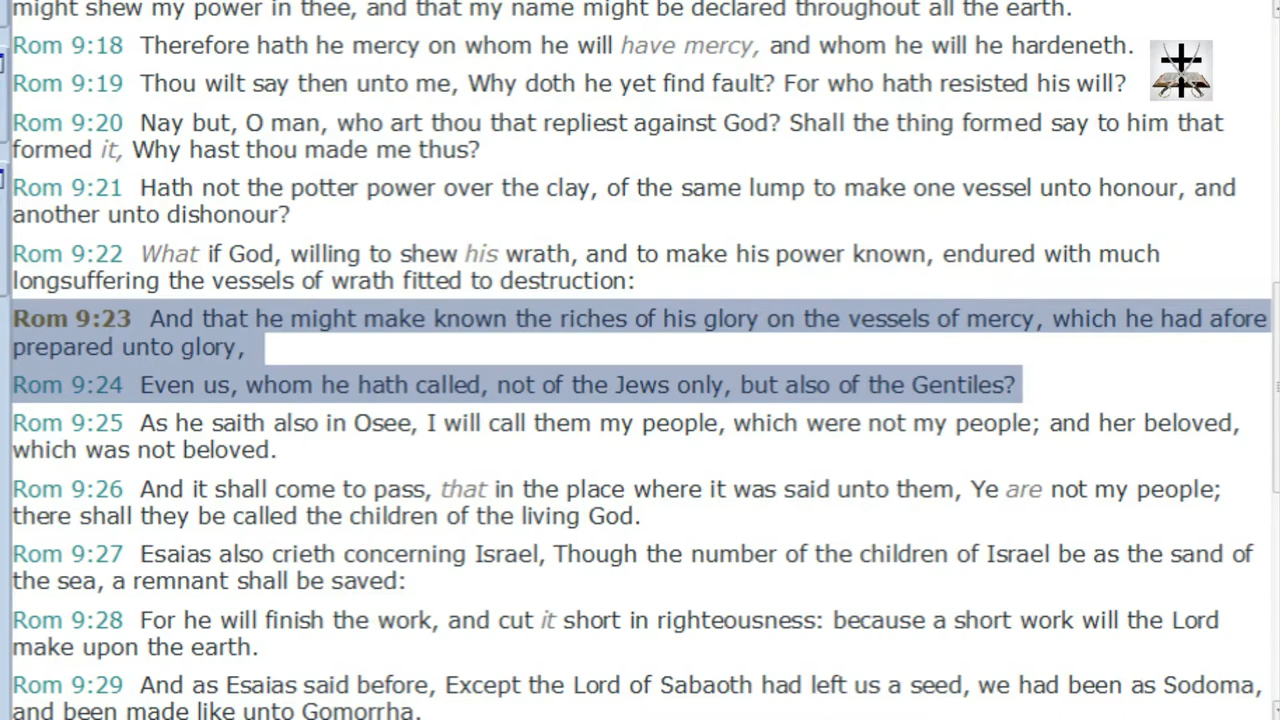 might shew my power in thee, and that my name might be declared throughout all the earth.
Rom 9:18 Therefore hath he mercy on whom he will have mercy, and whom he will he hardeneth.
Rom 9:19 Thou wilt say then unto me, Why doth he yet find fault? For who hath resisted his will?
Rom 9:20 Nay but, O man, who art thou that repliest against God? Shall the thing formed say to him that
formed it, Why hast thou made me thus?
Rom 9:21 Hath not the potter power over the clay, of the same lump to make one vessel unto honour, and
another unto dishonour?
Rom 9:22 What if God, willing to shew his wrath, and to make his power known, endured with much
longsuffering the vessels of wrath fitted to destruction:
Rom 9:23 And that he might make known the riches of his glory on the vessels of mercy, which he had afore
prepared unto glory,
Rom 9:24 Even us, whom he hath called, not of the Jews only, but also of the Gentiles?
Rom 9:25 As he saith also in Osee, I will call them my people, which were not my people; and her beloved,
which was not beloved.
Rom 9:26 And it shall come to pass, that in the place where it was said unto them, Ye are not my people;
there shall they be called the children of the living God.
Rom 9:27 Esaias also crieth concerning Israel, Though the number of the children of Israel be as the sand of
the sea, a remnant shall be saved:
Rom 9:28 For he will finish the work, and cut it short in righteousness: because a short work will the Lord
make upon the earth.
Rom 9:29 And as Esaias said before, Except the Lord of Sabaoth had left us a seed, we had been as Sodoma,
and been made like unto Gomorrha.